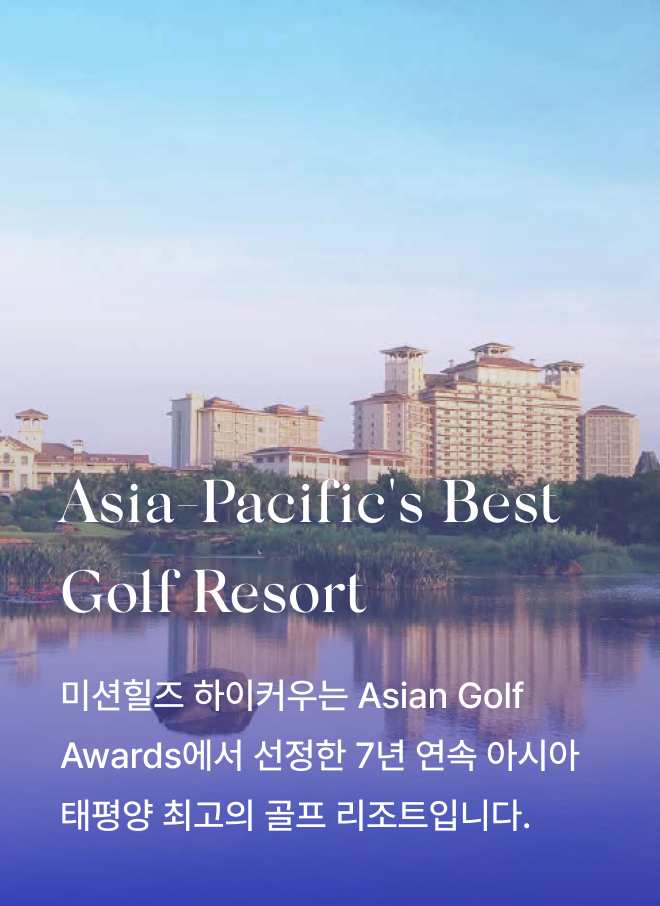 Asia-Pacific's Best
Golf Resort
미션힐즈 하이커우는 Asian Golf
Awards에서 선정한 7년 연속 아시아
태평양 최고의 골프 리조트입니다.